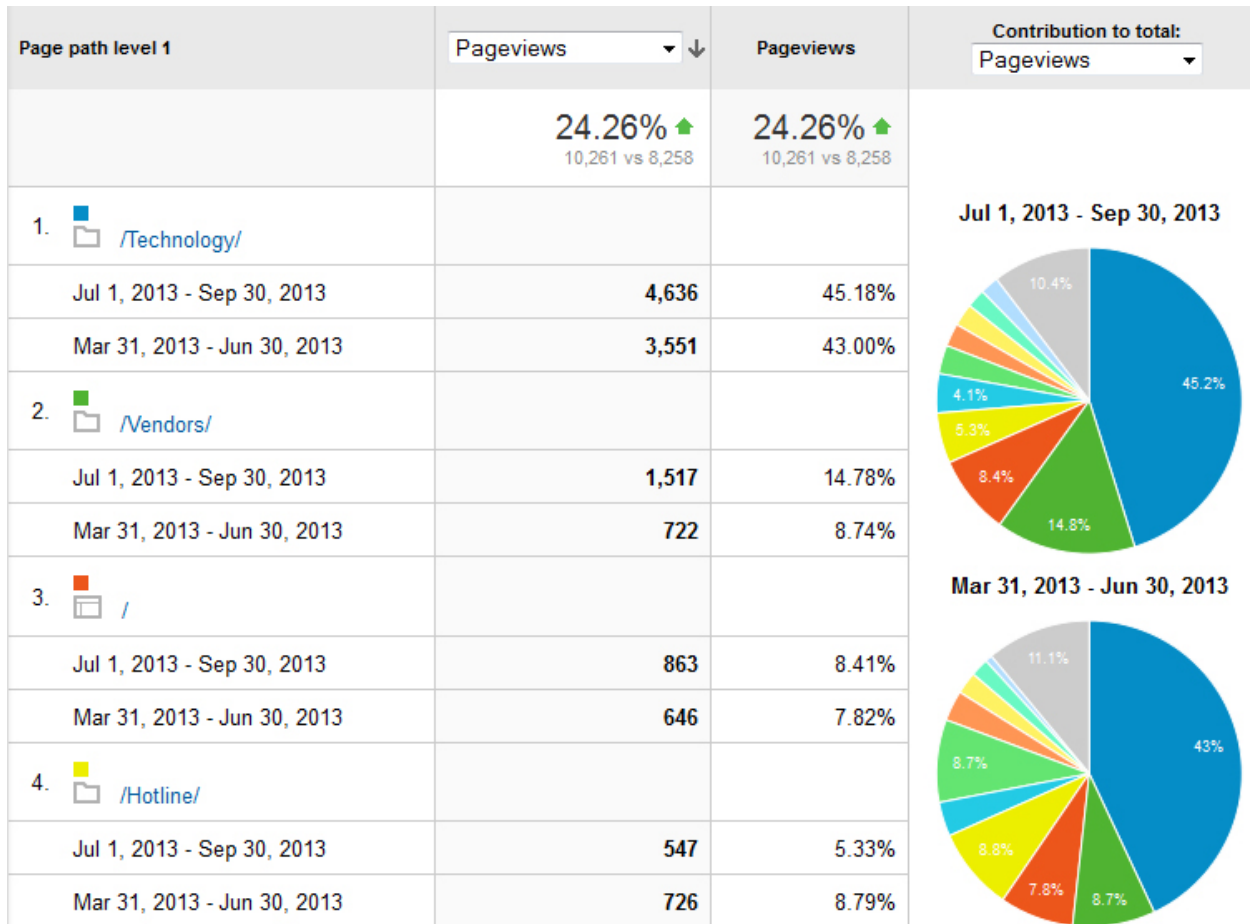 Page path level 1
Pageviews
Pageviews
Contribution to total:
Pageviews
24.26%
10,261 vs 8,258
24.26%
10,261 vs 8,258
1. /Technology/
Jul 1, 2013 - Sep 30, 2013 4,636 45.18%
Mar 31, 2013 - Jun 30, 2013 3,551 43.00%
2. /Vendors/
Jul 1, 2013 - Sep 30, 2013 1,517 14.78%
Mar 31, 2013 - Jun 30, 2013 722 8.74%
3. /
Jul 1, 2013 - Sep 30, 2013 863 8.41%
Mar 31, 2013 - Jun 30, 2013 646 7.82%
4. /Hotline/
Jul 1, 2013 - Sep 30, 2013 547 5.33%
Mar 31, 2013 - Jun 30, 2013 726 8.79%
Jul 1, 2013 - Sep 30, 2013
10.4%
45.2%
4.1%
5.3%
8.4%
14.8%
Mar 31, 2013 - Jun 30, 2013
11.1%
43%
8.7%
8.8%
7.8%
8.7%